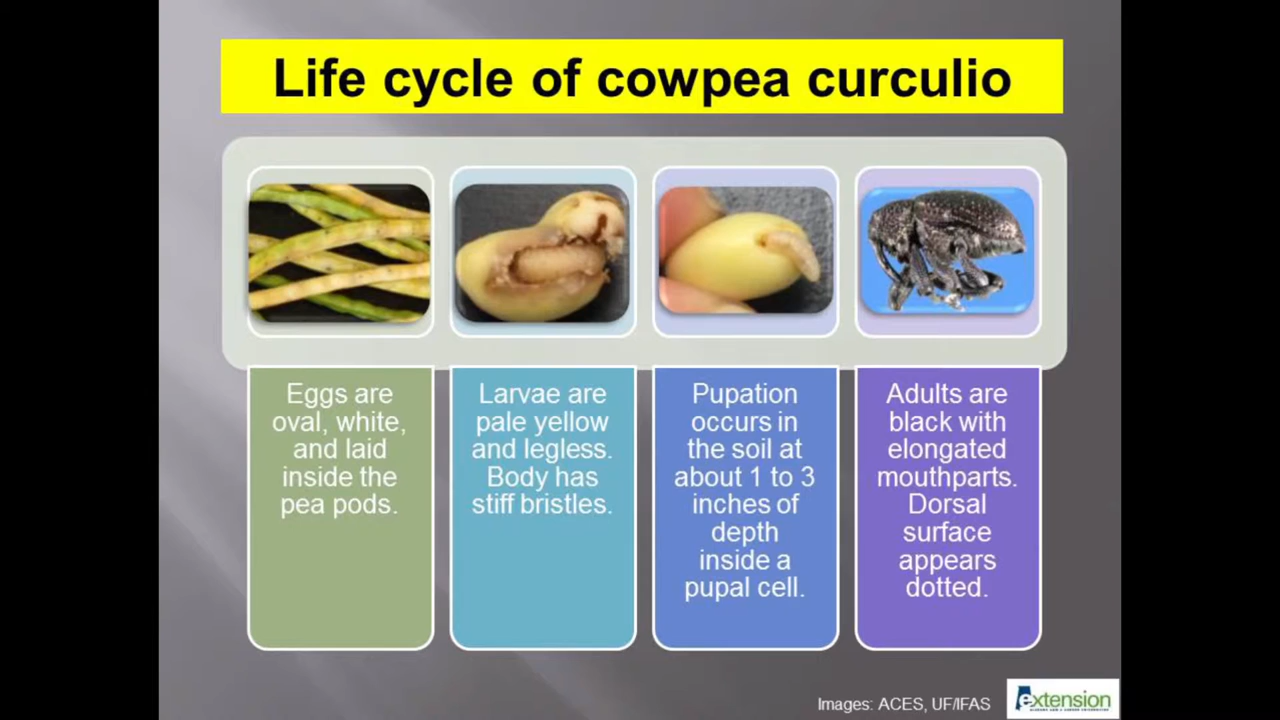 Life cycle of cowpea curculio
Eggs are
oval, white,
and laid
inside the
pea pods.
Larvae are
pale yellow
and legless.
Body has
stiff bristles.
Pupation
occurs in
the soil at
about 1 to 3
inches of
depth
inside a
pupal cell.
Adults are
black with
elongated
mouthparts.
Dorsal
surface
appears
dotted.
Images: ACES, UF/IFAS
extension